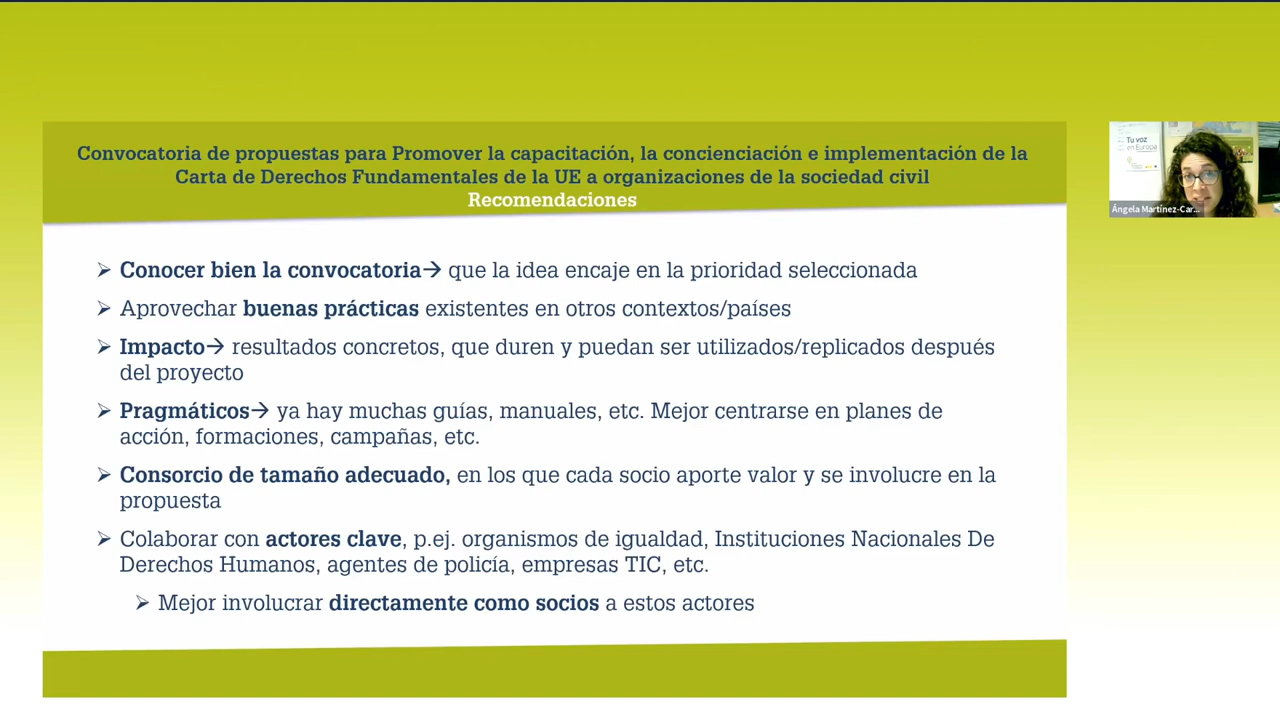 Convocatoria de propuestas para Promover la capacitación, la concienciación e implementación de la
Carta de Derechos Fundamentales de la UE a organizaciones de la sociedad civil
Recomendaciones
➢ Conocer bien la convocatoria→ que la idea encaje en la prioridad seleccionada
➢ Aprovechar buenas prácticas existentes en otros contextos/países
➢ Impacto→ resultados concretos, que duren y puedan ser utilizados/replicados después
del proyecto
➢ Pragmáticos→ ya hay muchas guías, manuales, etc. Mejor centrarse en planes de
acción, formaciones, campañas, etc.
➢ Consorcio de tamaño adecuado, en los que cada socio aporte valor y se involucre en la
propuesta
➢ Colaborar con actores clave, p.ej. organismos de igualdad, Instituciones Nacionales De
Derechos Humanos, agentes de policía, empresas TIC, etc.
➢ Mejor involucrar directamente como socios a estos actores
Tu voz
en Europa
Ángela Martínez-Car...